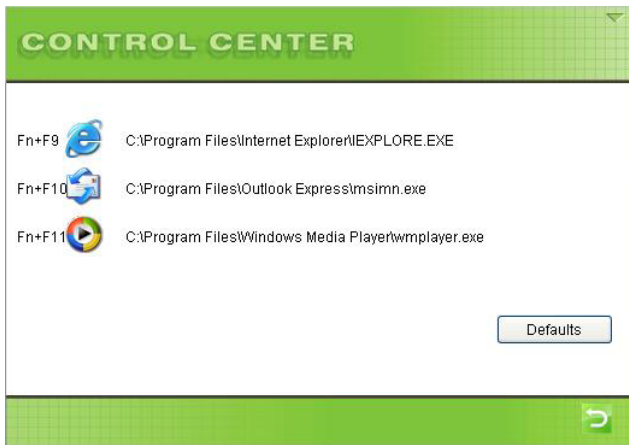 CONTROL CENTER
Fn+F9 C:\Program Files\Internet Explorer\IEXPLORE.EXE
Fn+F10 C:\Program Files\Outlook Express\msimn.exe
Fn+F11 C:\Program Files\Windows Media Player\wmplayer.exe
Defaults